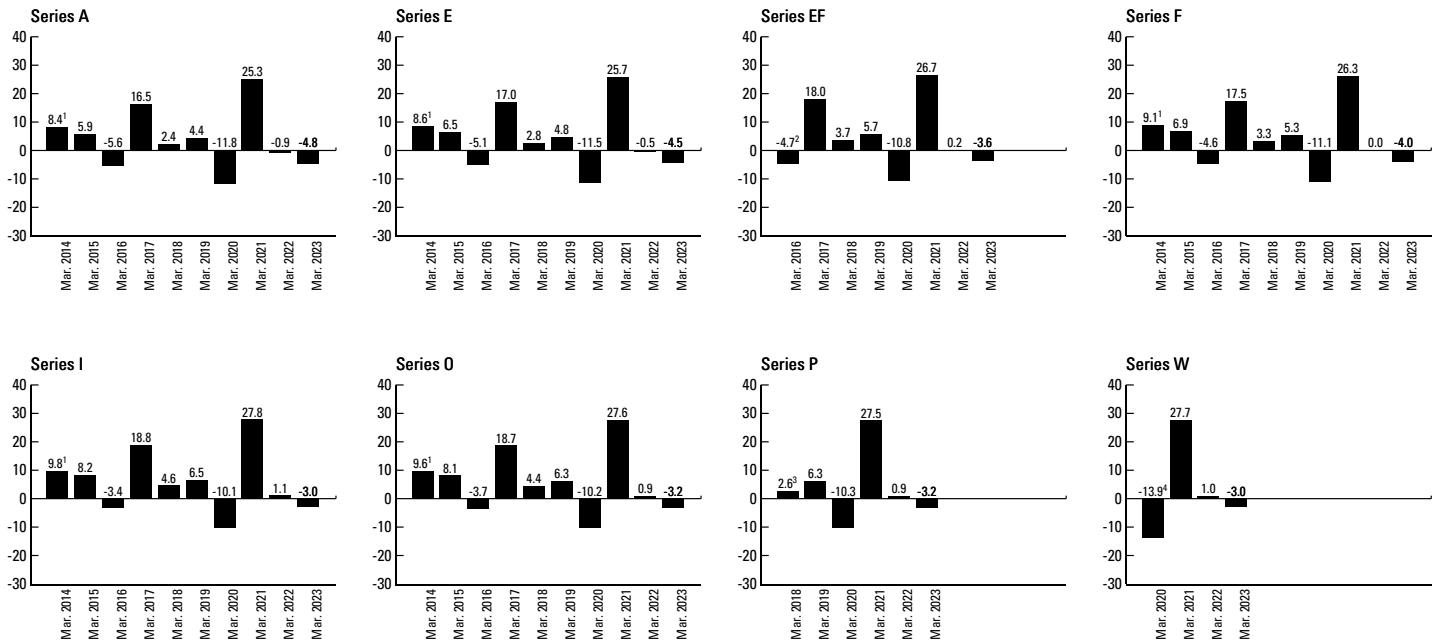 Series A
40
30
20
10
0
-10
-20
-30
8.4¹
5.9
-5.6
16.5
2.4
4.4
-11.8
25.3
-0.9
-4.8
Mar. 2014
Mar. 2015
Mar. 2016
Mar. 2017
Mar. 2018
Mar. 2019
Mar. 2020
Mar. 2021
Mar. 2022
Mar. 2023
Series E
40
30
20
10
0
-10
-20
-30
8.6¹
6.5
-5.1
17.0
2.8
4.8
-11.5
25.7
-0.5
-4.5
Mar. 2014
Mar. 2015
Mar. 2016
Mar. 2017
Mar. 2018
Mar. 2019
Mar. 2020
Mar. 2021
Mar. 2022
Mar. 2023
Series EF
40
30
20
10
0
-10
-20
-30
-4.7²
18.0
3.7
5.7
-10.8
26.7
0.2
-3.6
Mar. 2016
Mar. 2017
Mar. 2018
Mar. 2019
Mar. 2020
Mar. 2021
Mar. 2022
Mar. 2023
Series F
40
30
20
10
0
-10
-20
-30
9.1¹
6.9
-4.6
17.5
3.3
5.3
-11.1
26.3
0.0
-4.0
Mar. 2014
Mar. 2015
Mar. 2016
Mar. 2017
Mar. 2018
Mar. 2019
Mar. 2020
Mar. 2021
Mar. 2022
Mar. 2023
Series I
40
30
20
10
0
-10
-20
-30
9.8¹
8.2
-3.4
18.8
4.6
6.5
-10.1
27.8
1.1
-3.0
Mar. 2014
Mar. 2015
Mar. 2016
Mar. 2017
Mar. 2018
Mar. 2019
Mar. 2020
Mar. 2021
Mar. 2022
Mar. 2023
Series O
40
30
20
10
0
-10
-20
-30
9.6¹
8.1
-3.7
18.7
4.4
6.3
-10.2
27.6
0.9
-3.2
Mar. 2014
Mar. 2015
Mar. 2016
Mar. 2017
Mar. 2018
Mar. 2019
Mar. 2020
Mar. 2021
Mar. 2022
Mar. 2023
Series P
40
30
20
10
0
-10
-20
-30
2.6³
6.3
-10.3
27.5
0.9
-3.2
Mar. 2018
Mar. 2019
Mar. 2020
Mar. 2021
Mar. 2022
Mar. 2023
Series W
40
30
20
10
0
-10
-20
-30
-13.9⁴
27.7
1.0
-3.0
Mar. 2020
Mar. 2021
Mar. 2022
Mar. 2023